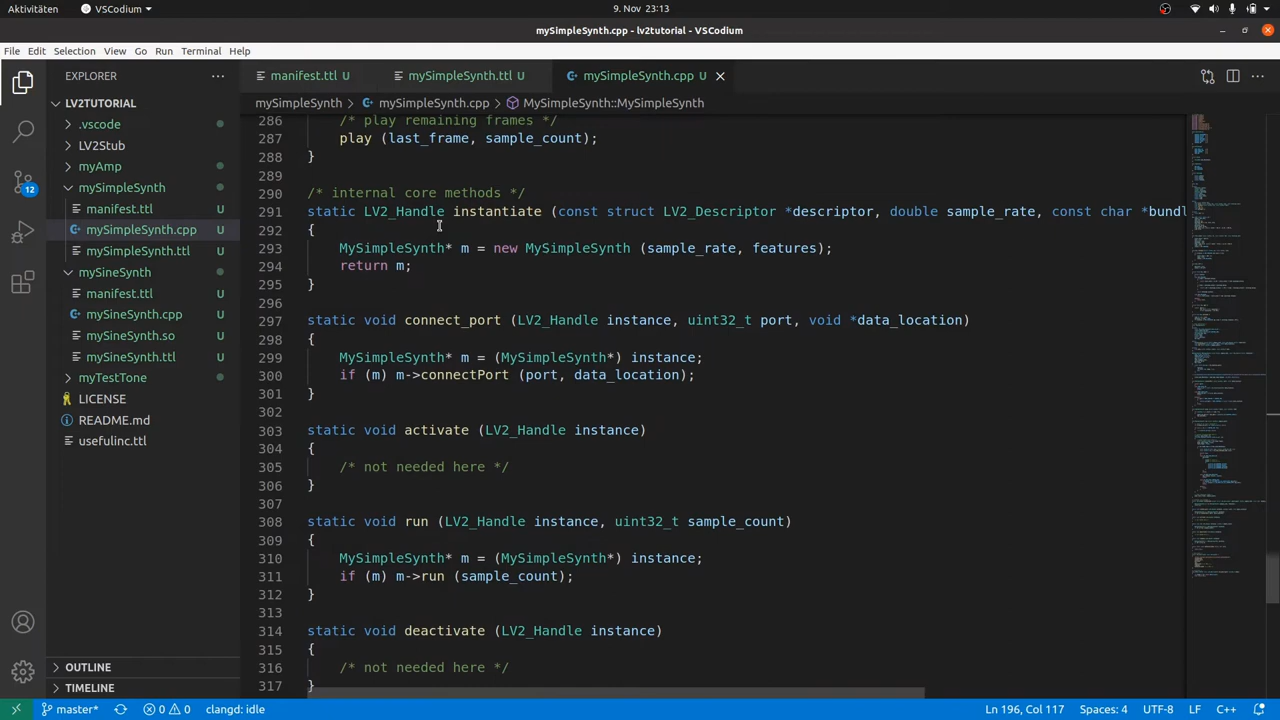 Aktivitäten
VSCodium
9. Nov 23:13
mySimpleSynth.cpp - lv2tutorial - VSCodium
File Edit Selection View Go Run Terminal Help
EXPLORER
manifest.ttl U
mySimpleSynth.ttl U
mySimpleSynth.cpp U
LV2TUTORIAL
.vscode
LV2Stub
myAmp
mySimpleSynth
manifest.ttl U
mySimpleSynth.cpp U
mySimpleSynth.ttl U
mySineSynth
manifest.ttl U
mySineSynth.cpp U
mySineSynth.so U
mySineSynth.ttl U
myTestTone
LICENSE
README.md
usefulinc.ttl
OUTLINE
TIMELINE
12
mySimpleSynth > mySimpleSynth.cpp > MySimpleSynth::MySimpleSynth
286 /* play remaining frames */
287 play (last_frame, sample_count);
288 }
289
290 /* internal core methods */
291 static LV2_Handle instantiate (const struct LV2_Descriptor *descriptor, double sample_rate, const char *bundl
292 {
293 MySimpleSynth* m = new MySimpleSynth (sample_rate, features);
294 return m;
295 }
296
297 static void connect_port (LV2_Handle instance, uint32_t port, void *data_location)
298 {
299 MySimpleSynth* m = (MySimpleSynth*) instance;
300 if (m) m->connectPort (port, data_location);
301 }
302
303 static void activate (LV2_Handle instance)
304 {
305 /* not needed here */
306 }
307
308 static void run (LV2_Handle instance, uint32_t sample_count)
309 {
310 MySimpleSynth* m = (MySimpleSynth*) instance;
311 if (m) m->run (sample_count);
312 }
313
314 static void deactivate (LV2_Handle instance)
315 {
316 /* not needed here */
317 }
master* 0 0 clangd: idle
Ln 196, Col 117 Spaces: 4 UTF-8 LF C++